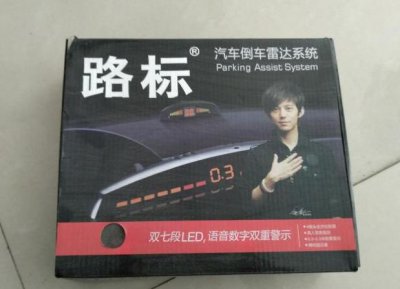 路标®
汽车倒车雷达系统
Parking Assist System
0.3
双七段LED，语音数字双重警示